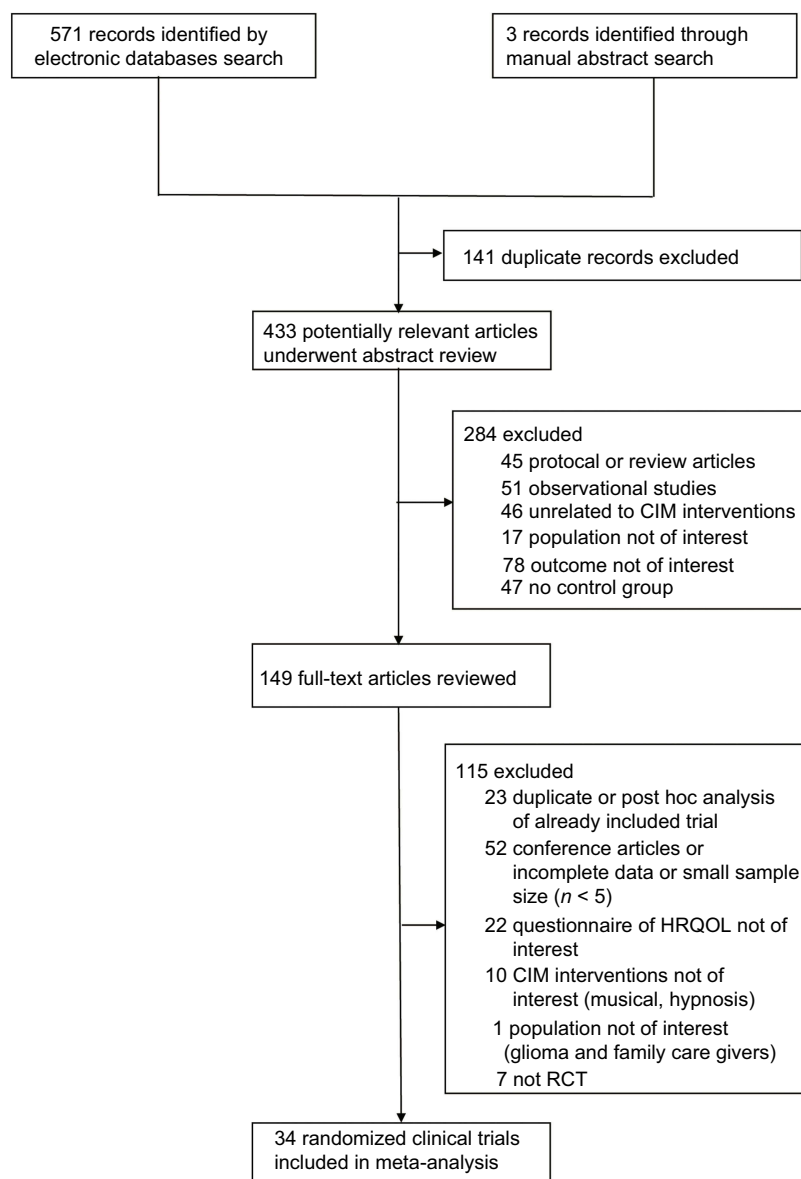 571 records identified by
electronic databases search
3 records identified through
manual abstract search
141 duplicate records excluded
433 potentially relevant articles
underwent abstract review
284 excluded
45 protocal or review articles
51 observational studies
46 unrelated to CIM interventions
17 population not of interest
78 outcome not of interest
47 no control group
149 full-text articles reviewed
115 excluded
23 duplicate or post hoc analysis
of already included trial
52 conference articles or
incomplete data or small sample
size (n < 5)
22 questionnaire of HRQOL not of
interest
10 CIM interventions not of
interest (musical, hypnosis)
1 population not of interest
(glioma and family care givers)
7 not RCT
34 randomized clinical trials
included in meta-analysis